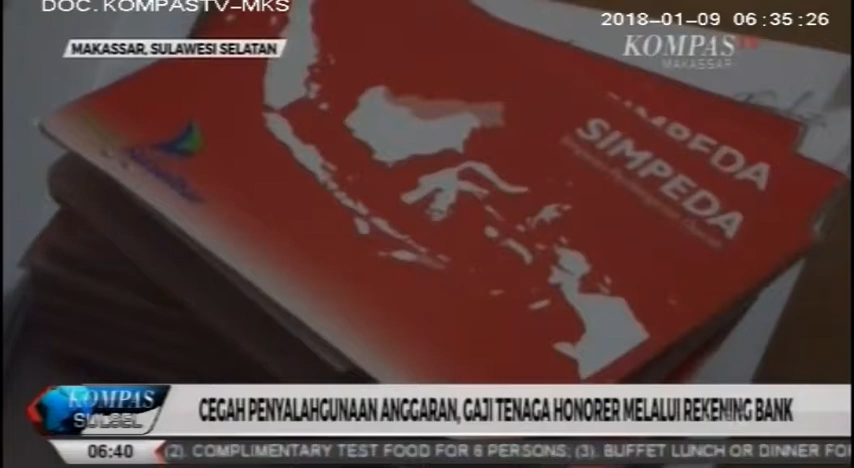 DOC. KOMPASTV-MKS
2018-01-09 06:35:26
MAKASSAR, SULAWESI SELATAN
KOMPAS TV
MAKASSAR
SIMPEDA
SIMPEDA
KOMPAS
SULSEL
CEGAH PENYALAHGUNAAN ANGGARAN, GAJI TENAGA HONORER MELALUI REKENING BANK
06:40
(2). COMPLIMENTARY TEST FOOD FOR 6 PERSONS; (3). BUFFET LUNCH OR DINNER FO